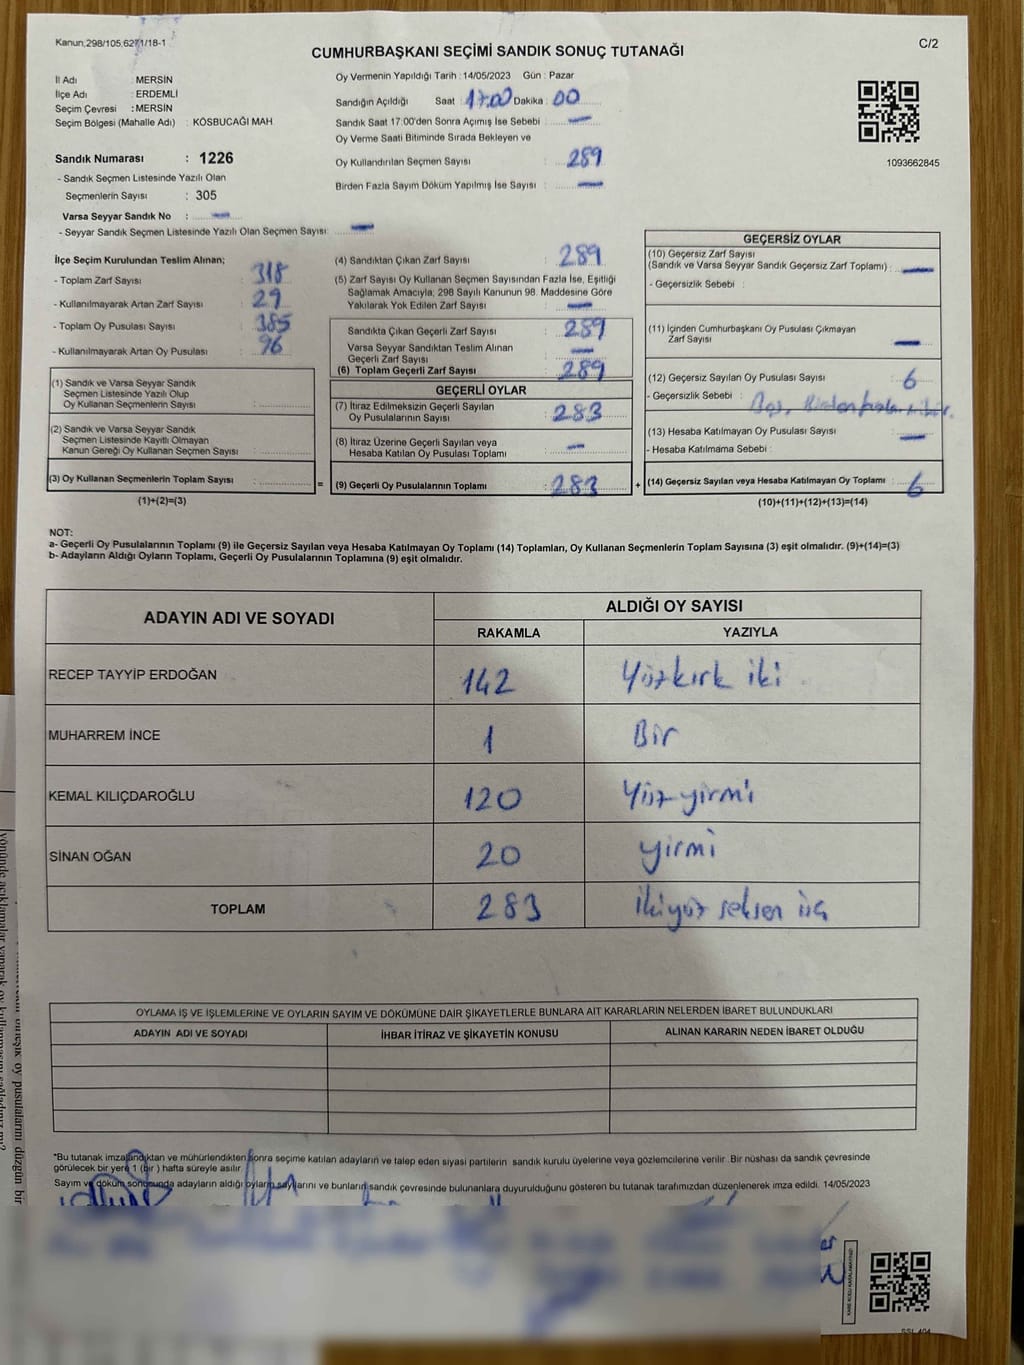 Kanun,298/105,627/1/18-1
C/2
CUMHURBAŞKANI SEÇİMİ SANDIK SONUÇ TUTANAĞI
İl Adı : MERSİN
İlçe Adı : ERDEMLİ
Seçim Çevresi : MERSİN
Seçim Bölgesi (Mahalle Adı) : KÖSBUCAĞI MAH.
Sandık Numarası : 1226
- Sandık Seçmen Listesinde Yazılı Olan
Seçmenlerin Sayısı : 305
Varsa Seyyar Sandık No : —
- Seyyar Sandık Seçmen Listesinde Yazılı Olan Seçmen Sayısı: —
Oy Vermenin Yapıldığı Tarih : 14/05/2023 Gün : Pazar
Sandığın Açıldığı Saat : 17:00 Dakika : 00
Sandık Saat 17:00'den Sonra Açımış İse Sebebi : —
Oy Verme Saati Bitiminde Sırada Bekleyen ve
Oy Kullandırılan Seçmen Sayısı : 289
Birden Fazla Sayım Döküm Yapılmış İse Sayısı : —
1093662845
İlçe Seçim Kurulundan Teslim Alınan;
- Toplam Zarf Sayısı : 318
- Kullanılmayarak Artan Zarf Sayısı : 29
- Toplam Oy Pusulası Sayısı : 385
- Kullanılmayarak Artan Oy Pusulası : 96
(1) Sandık ve Varsa Seyyar Sandık
Seçmen Listesinde Yazılı Olup
Oy Kullanan Seçmenlerin Sayısı :
(2) Sandık ve Varsa Seyyar Sandık
Seçmen Listesinde Kayıtlı Olmayan
Kanun Gereği Oy Kullanan Seçmen Sayısı :
(3) Oy Kullanan Seçmenlerin Toplam Sayısı :
(1)+(2)=(3)
(4) Sandıktan Çıkan Zarf Sayısı : 289
(5) Zarf Sayısı Oy Kullanan Seçmen Sayısından Fazla İse, Eşitliği
Sağlamak Amacıyla; 298 Sayılı Kanunun 98. Maddesine Göre
Yakılarak Yok Edilen Zarf Sayısı : —
Sandıkta Çıkan Geçerli Zarf Sayısı : 289
Varsa Seyyar Sandıktan Teslim Alınan
Geçerli Zarf Sayısı : —
(6) Toplam Geçerli Zarf Sayısı : 289
GEÇERLİ OYLAR
(7) İtiraz Edilmeksizin Geçerli Sayılan
Oy Pusulalarının Sayısı : 283
(8) İtiraz Üzerine Geçerli Sayılan veya
Hesaba Katılan Oy Pusulası Toplamı : —
= (9) Geçerli Oy Pusulalarının Toplamı : 283 +
GEÇERSİZ OYLAR
(10) Geçersiz Zarf Sayısı
(Sandık ve Varsa Seyyar Sandık Geçersiz Zarf Toplamı) : —
- Geçersizlik Sebebi :
(11) İçinden Cumhurbaşkanı Oy Pusulası Çıkmayan
Zarf Sayısı : —
(12) Geçersiz Sayılan Oy Pusulası Sayısı : 6
- Geçersizlik Sebebi : Boş, Birden fazla
(13) Hesaba Katılmayan Oy Pusulası Sayısı : —
- Hesaba Katılmama Sebebi :
(14) Geçersiz Sayılan veya Hesaba Katılmayan Oy Toplamı : 6
(10)+(11)+(12)+(13)=(14)
NOT:
a- Geçerli Oy Pusulalarının Toplamı (9) ile Geçersiz Sayılan veya Hesaba Katılmayan Oy Toplamı (14) Toplamları, Oy Kullanan Seçmenlerin Toplam Sayısına (3) eşit olmalıdır. (9)+(14)=(3)
b- Adayların Aldığı Oyların Toplamı, Geçerli Oy Pusulalarının Toplamına (9) eşit olmalıdır.
ADAYIN ADI VE SOYADI
ALDIĞI OY SAYISI
RAKAMLA YAZIYLA
RECEP TAYYİP ERDOĞAN 142 Yüzkırk iki
MUHARREM İNCE 1 Bir
KEMAL KILIÇDAROĞLU 120 Yüz yirmi
SİNAN OĞAN 20 yirmi
TOPLAM 283 ikiyüz seksen üç
OYLAMA İŞ VE İŞLEMLERİNE VE OYLARIN SAYIM VE DÖKÜMÜNE DAİR ŞİKAYETLERLE BUNLARA AİT KARARLARIN NELERDEN İBARET BULUNDUKLARI
ADAYIN ADI VE SOYADI İHBAR İTİRAZ VE ŞİKAYETİN KONUSU ALINAN KARARIN NEDEN İBARET OLDUĞU
*Bu tutanak imzalandıktan ve mühürlendikten sonra seçime katılan adayların ve talep eden siyasi partilerin sandık kurulu üyelerine veya gözlemcilerine verilir. Bir nüshası da sandık çevresinde
görülecek bir yere 1 (bir) hafta süreyle asılır.
Sayım ve döküm sonucunda adayların aldığı oyların sayılarını ve bunların sandık çevresinde bulunanlara duyurulduğunu gösteren bu tutanak tarafımızdan düzenlenerek imza edildi. 14/05/2023